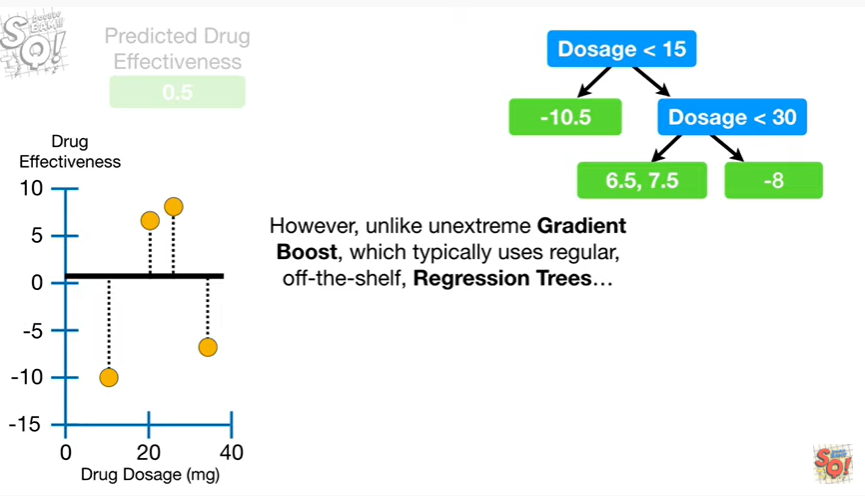 Predicted Drug
Effectiveness
0.5
Dosage < 15
-10.5
Dosage < 30
6.5, 7.5
-8
Drug
Effectiveness
10
5
0
-5
-10
-15
0
20
40
Drug Dosage (mg)
However, unlike unextreme Gradient
Boost, which typically uses regular,
off-the-shelf, Regression Trees…
SQ!
SQ!